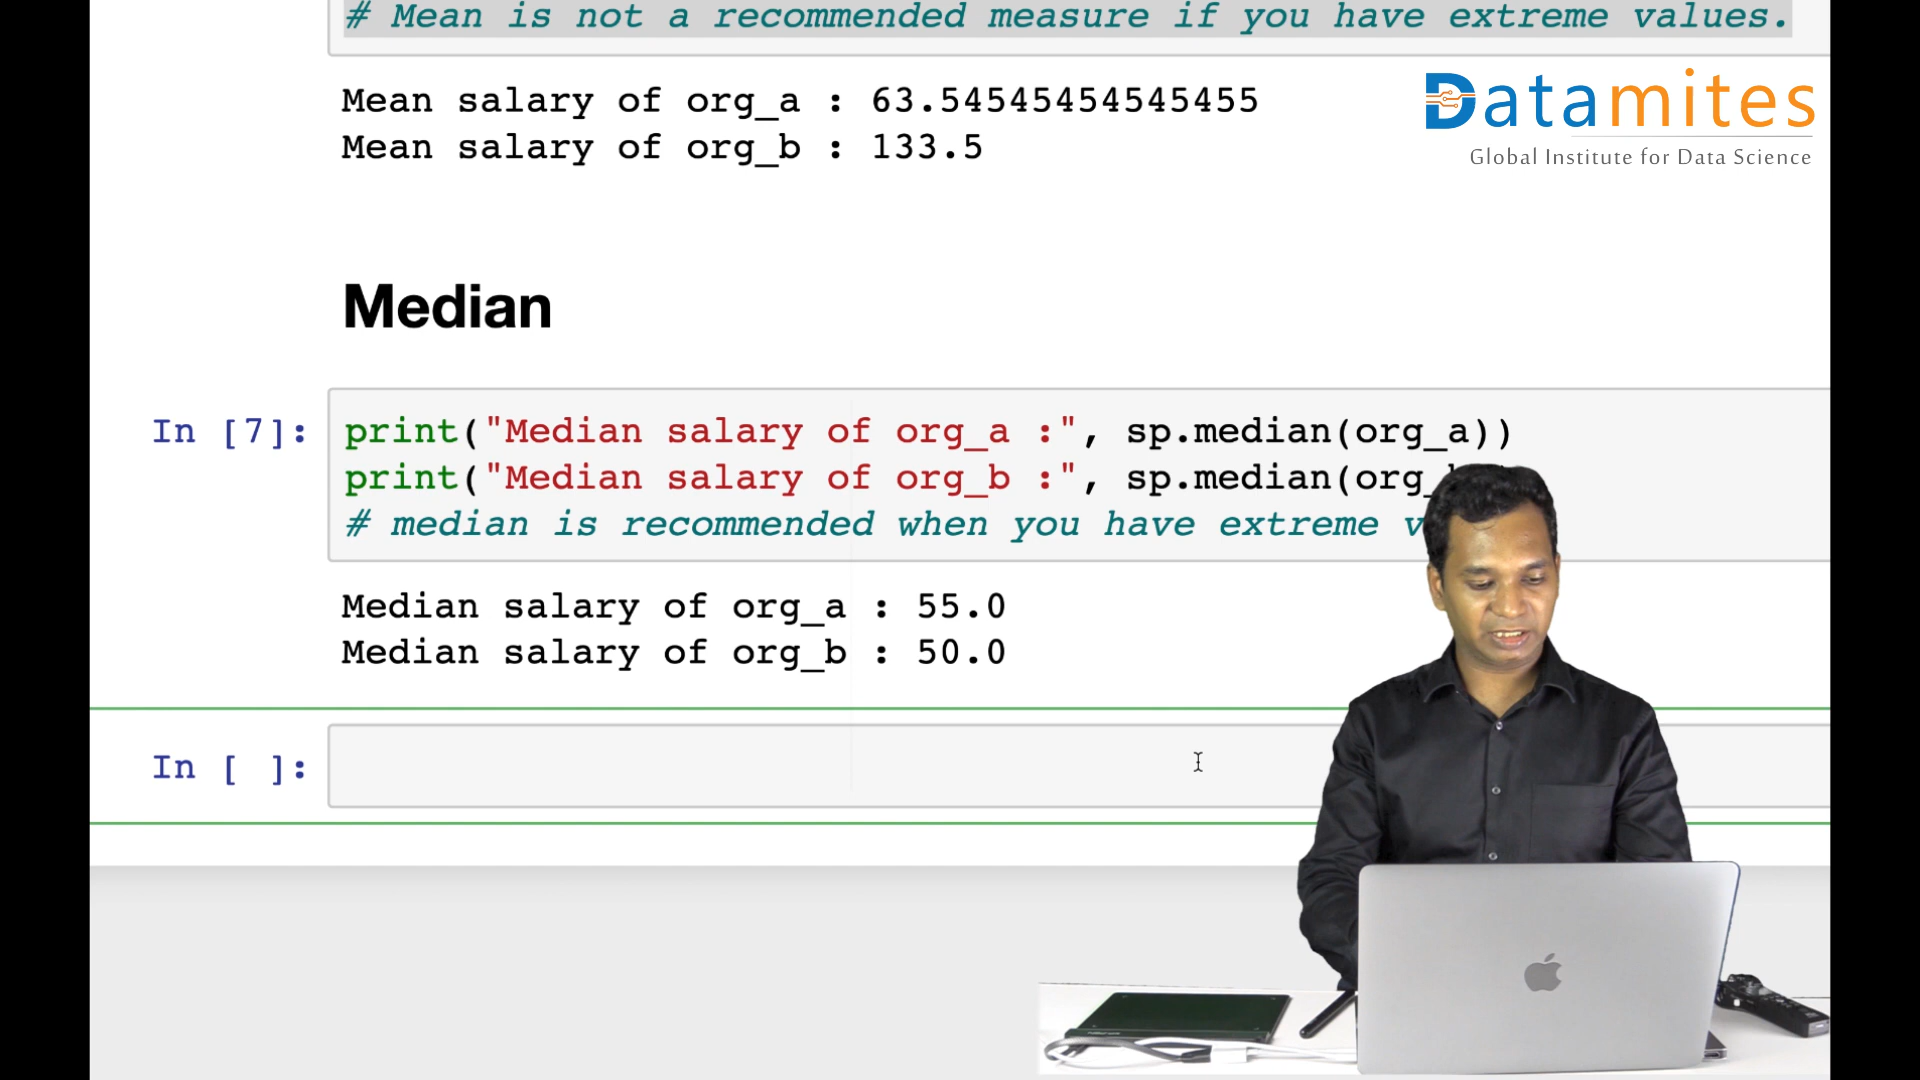 # Mean is not a recommended measure if you have extreme values.
Mean salary of org_a : 63.54545454545455
Mean salary of org_b : 133.5
Datamites
Global Institute for Data Science
Median
In [7]:
print("Median salary of org_a :", sp.median(org_a))
print("Median salary of org_b :", sp.median(org_
# median is recommended when you have extreme v
Median salary of org_a : 55.0
Median salary of org_b : 50.0
In [ ]: